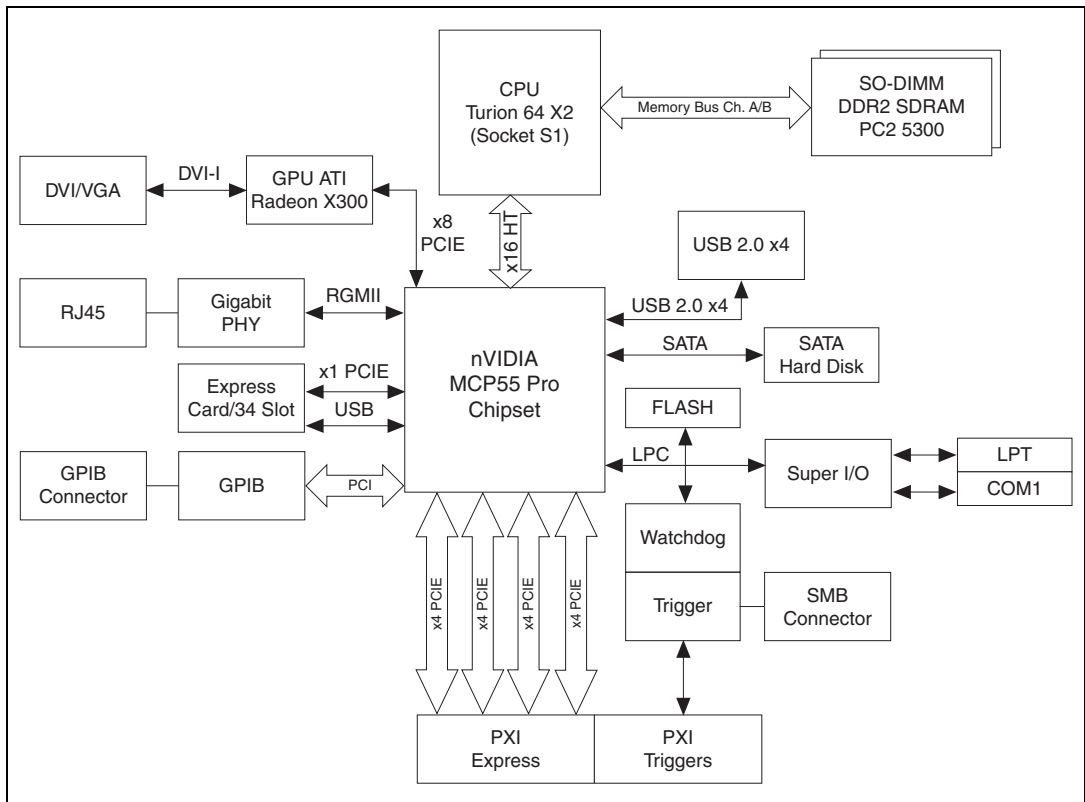 CPU
Turion 64 X2
(Socket S1)
Memory Bus Ch. A/B
SO-DIMM
DDR2 SDRAM
PC2 5300
DVI/VGA
DVI-I
GPU ATI
Radeon X300
x8
PCIE
x16 HT
USB 2.0 x4
USB 2.0 x4
RJ45
Gigabit
PHY
RGMII
nVIDIA
MCP55 Pro
Chipset
SATA
SATA
Hard Disk
Express
Card/34 Slot
x1 PCIE
USB
FLASH
LPC
Super I/O
LPT
COM1
GPIB
Connector
GPIB
PCI
Watchdog
Trigger
SMB
Connector
x4 PCIE
x4 PCIE
x4 PCIE
x4 PCIE
PXI
Express
PXI
Triggers